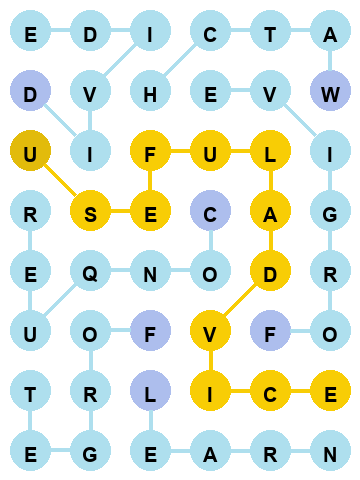 E D I C T A
D V H E V W
U I F U L I
R S E C A G
E Q N O D R
U O F V F O
T R L I C E
E G E A R N